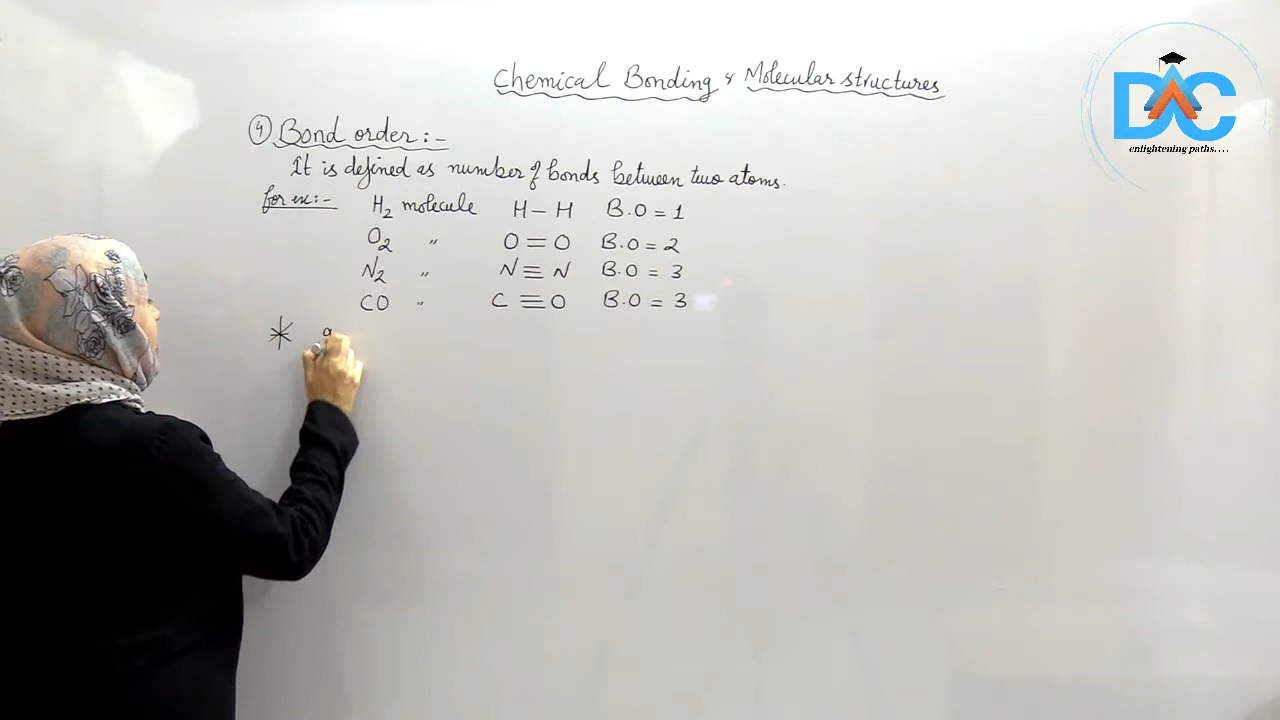 Chemical Bonding & Molecular structures
DAC
enlightening paths....
④ Bond order:-
It is defined as number of bonds between two atoms.
for ex:- H₂ molecule H–H B.O = 1
O₂ " O=O B.O = 2
N₂ " N≡N B.O = 3
CO " C≡O B.O = 3
*